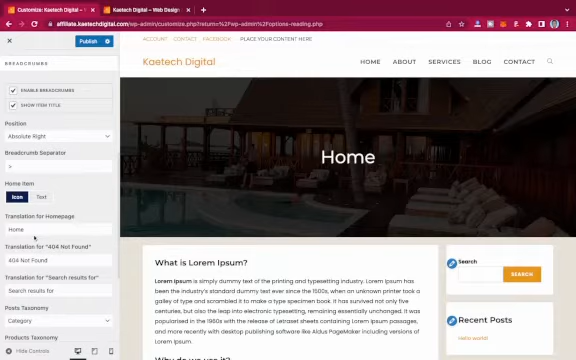 Customize: Kaetech Digital -
Kaetech Digital – Web Design
affiliate.kaetechdigital.com/wp-admin/customize.php?return=%2Fwp-admin%2Foptions-reading.php
Publish
ACCOUNT CONTACT FACEBOOK PLACE YOUR CONTENT HERE
Kaetech Digital
HOME ABOUT SERVICES BLOG CONTACT
BREADCRUMBS
ENABLE BREADCRUMBS
SHOW ITEM TITLE
Position
Absolute Right
Breadcrumb Separator
>
Home Item
Icon Text
Translation for Homepage
Home
Translation for "404 Not Found"
404 Not Found
Translation for "Search results for"
Search results for
Posts Taxonomy
Category
Products Taxonomy
Hide Controls
Home
What is Lorem Ipsum?
Lorem Ipsum is simply dummy text of the printing and typesetting industry. Lorem Ipsum has
been the industry's standard dummy text ever since the 1500s, when an unknown printer took a
galley of type and scrambled it to make a type specimen book. It has survived not only five
centuries, but also the leap into electronic typesetting, remaining essentially unchanged. It was
popularised in the 1960s with the release of Letraset sheets containing Lorem Ipsum passages,
and more recently with desktop publishing software like Aldus PageMaker including versions of
Lorem Ipsum.
Why do we use it?
Search
SEARCH
Recent Posts
Hello world!